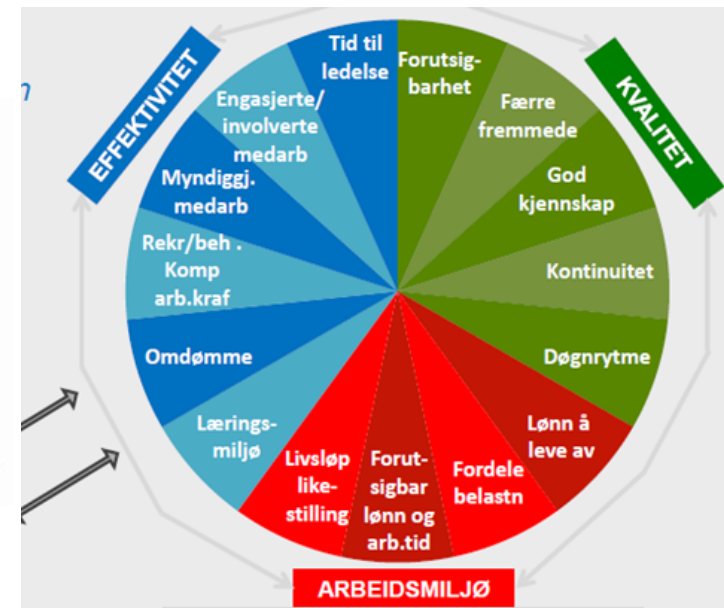 n
EFFEKTIVITET
KVALITET
ARBEIDSMILJØ
Tid til
ledelse
Forutsig-
barhet
Færre
fremmede
God
kjennskap
Kontinuitet
Døgnrytme
Lønn å
leve av
Fordele
belastn
Forut-
sigbar
lønn og
arb.tid
Livsløp
like-
stilling
Lærings-
miljø
Omdømme
Rekr/beh .
Komp
arb.kraf
Myndiggj.
medarb
Engasjerte/
involverte
medarb